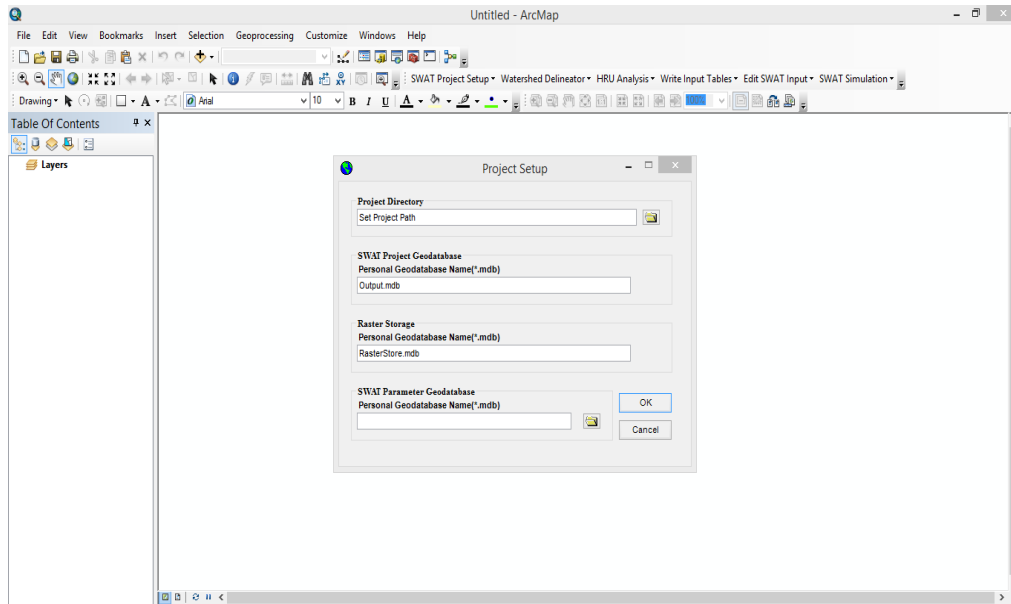 Untitled - ArcMap
File Edit View Bookmarks Insert Selection Geoprocessing Customize Windows Help
SWAT Project Setup Watershed Delineator HRU Analysis Write Input Tables Edit SWAT Input SWAT Simulation
Drawing A Arial 10 B I U A 100%
Table Of Contents
Layers
Project Setup
Project Directory
Set Project Path
SWAT Project Geodatabase
Personal Geodatabase Name(*.mdb)
Output.mdb
Raster Storage
Personal Geodatabase Name(*.mdb)
RasterStore.mdb
SWAT Parameter Geodatabase
Personal Geodatabase Name(*.mdb)
OK
Cancel